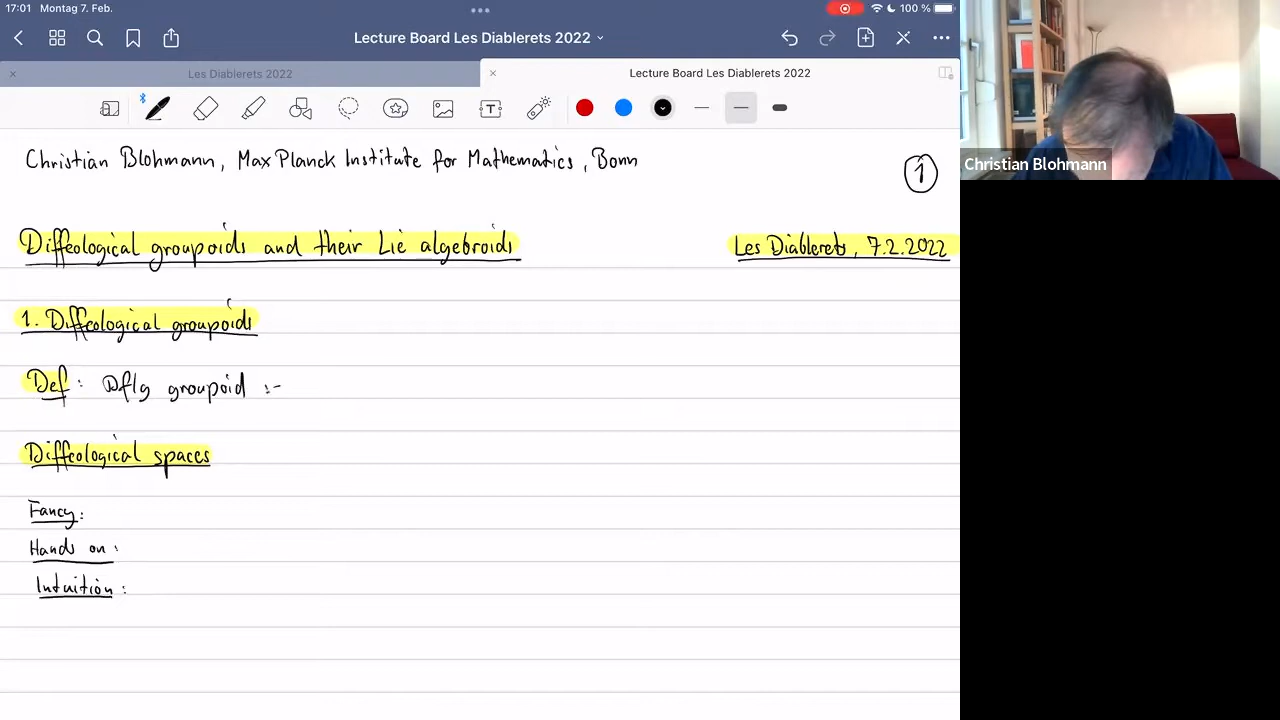 17:01 Montag 7. Feb.
100 %
Lecture Board Les Diablerets 2022
Les Diablerets 2022
Lecture Board Les Diablerets 2022
T
Christian Blohmann, Max Planck Institute for Mathematics, Bonn
1
Diffeological groupoids and their Lie algebroids
Les Diablerets, 7.2.2022
1. Diffeological groupoids
Def: Dflg groupoid :-
Diffeological spaces
Fancy:
Hands on:
Intuition:
Christian Blohmann